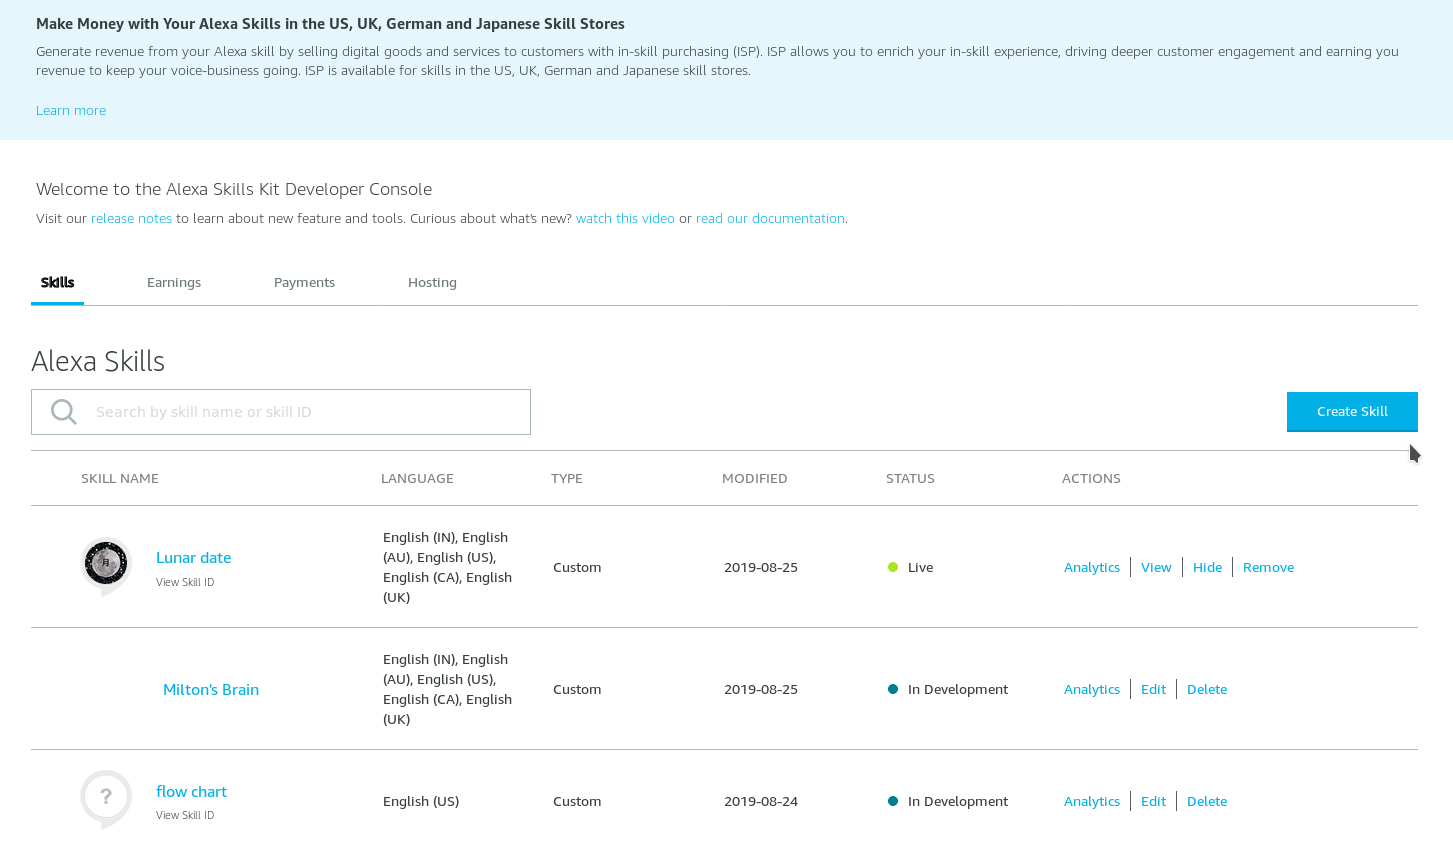 Make Money with Your Alexa Skills in the US, UK, German and Japanese Skill Stores
Generate revenue from your Alexa skill by selling digital goods and services to customers with in-skill purchasing (ISP). ISP allows you to enrich your in-skill experience, driving deeper customer engagement and earning you
revenue to keep your voice-business going. ISP is available for skills in the US, UK, German and Japanese skill stores.
Learn more
Welcome to the Alexa Skills Kit Developer Console
Visit our release notes to learn about new feature and tools. Curious about what's new? watch this video or read our documentation.
Skills Earnings Payments Hosting
Alexa Skills
Search by skill name or skill ID
Create Skill
SKILL NAME LANGUAGE TYPE MODIFIED STATUS ACTIONS
月
Lunar date
View Skill ID
English (IN), English
(AU), English (US),
English (CA), English
(UK)
Custom
2019-08-25
Live
Analytics View Hide Remove
Milton's Brain
English (IN), English
(AU), English (US),
English (CA), English
(UK)
Custom
2019-08-25
In Development
Analytics Edit Delete
?
flow chart
View Skill ID
English (US)
Custom
2019-08-24
In Development
Analytics Edit Delete